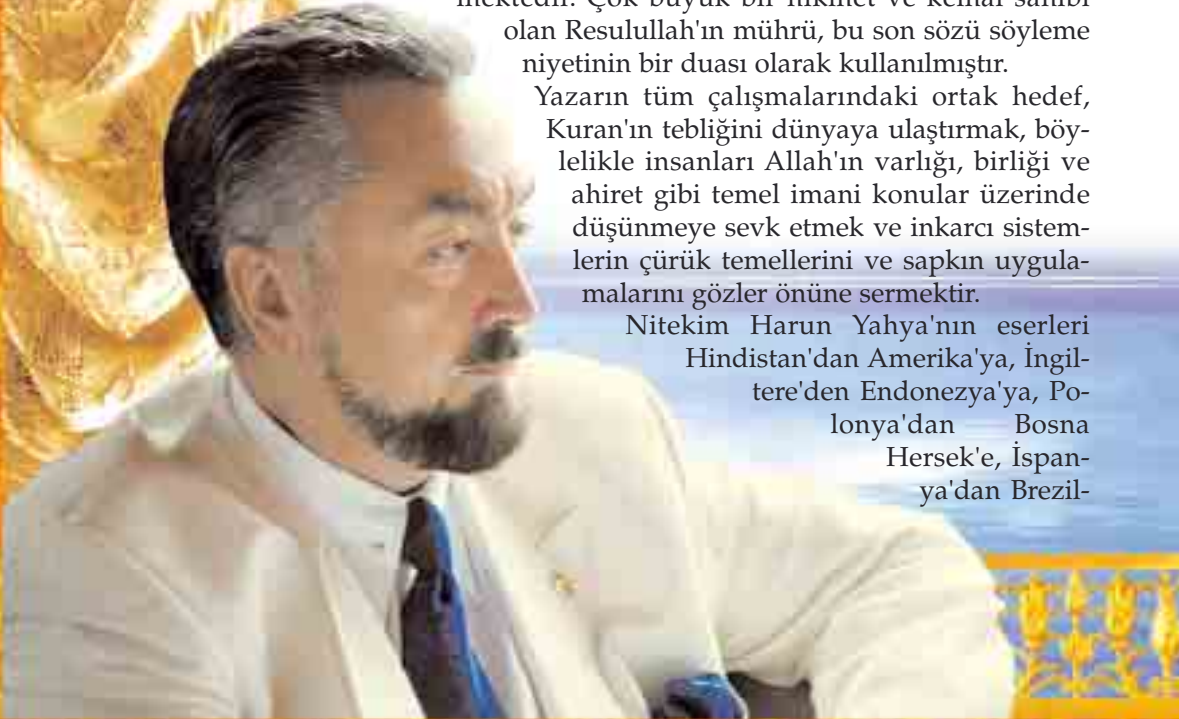 mektedir. Çok büyük bir hikmet ve kemal sahibi
olan Resulullah'ın mührü, bu son sözü söyleme
niyetinin bir duası olarak kullanılmıştır.
Yazarın tüm çalışmalarındaki ortak hedef,
Kuran'ın tebliğini dünyaya ulaştırmak, böy-
lelikle insanları Allah'ın varlığı, birliği ve
ahiret gibi temel imani konular üzerinde
düşünmeye sevk etmek ve inkarcı sistem-
lerin çürük temellerini ve sapkın uygula-
malarını gözler önüne sermektir.
Nitekim Harun Yahya'nın eserleri
Hindistan'dan Amerika'ya, İngil-
tere'den Endonezya'ya, Po-
lonya'dan Bosna
Hersek'e, İspan-
ya'dan Brezil-